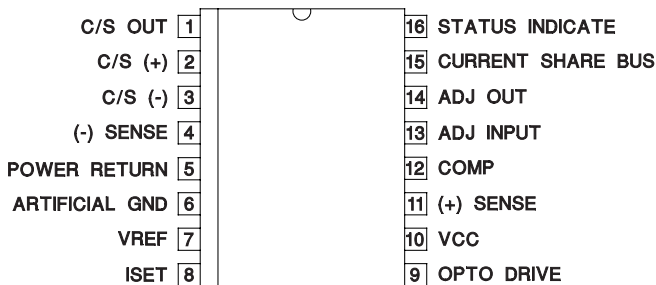 C/S OUT 1
C/S (+) 2
C/S (-) 3
(-) SENSE 4
POWER RETURN 5
ARTIFICIAL GND 6
VREF 7
ISET 8
16 STATUS INDICATE
15 CURRENT SHARE BUS
14 ADJ OUT
13 ADJ INPUT
12 COMP
11 (+) SENSE
10 VCC
9 OPTO DRIVE